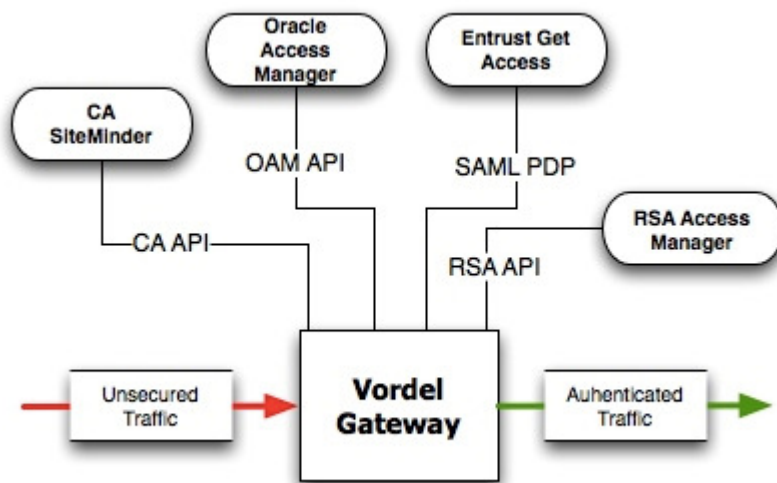 Oracle
Access
Manager
Entrust Get
Access
CA
SiteMinder
OAM API
SAML PDP
RSA Access
Manager
CA API
RSA API
Unsecured
Traffic
Vordel
Gateway
Auhenticated
Traffic